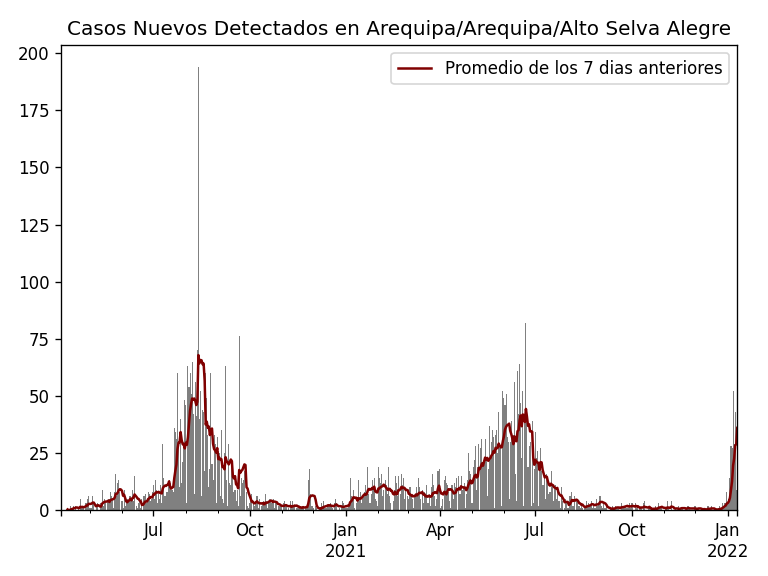 Casos Nuevos Detectados en Arequipa/Arequipa/Alto Selva Alegre
Promedio de los 7 dias anteriores
200
175
150
125
100
75
50
25
0
Jul
Oct
Jan
2021
Apr
Jul
Oct
Jan
2022